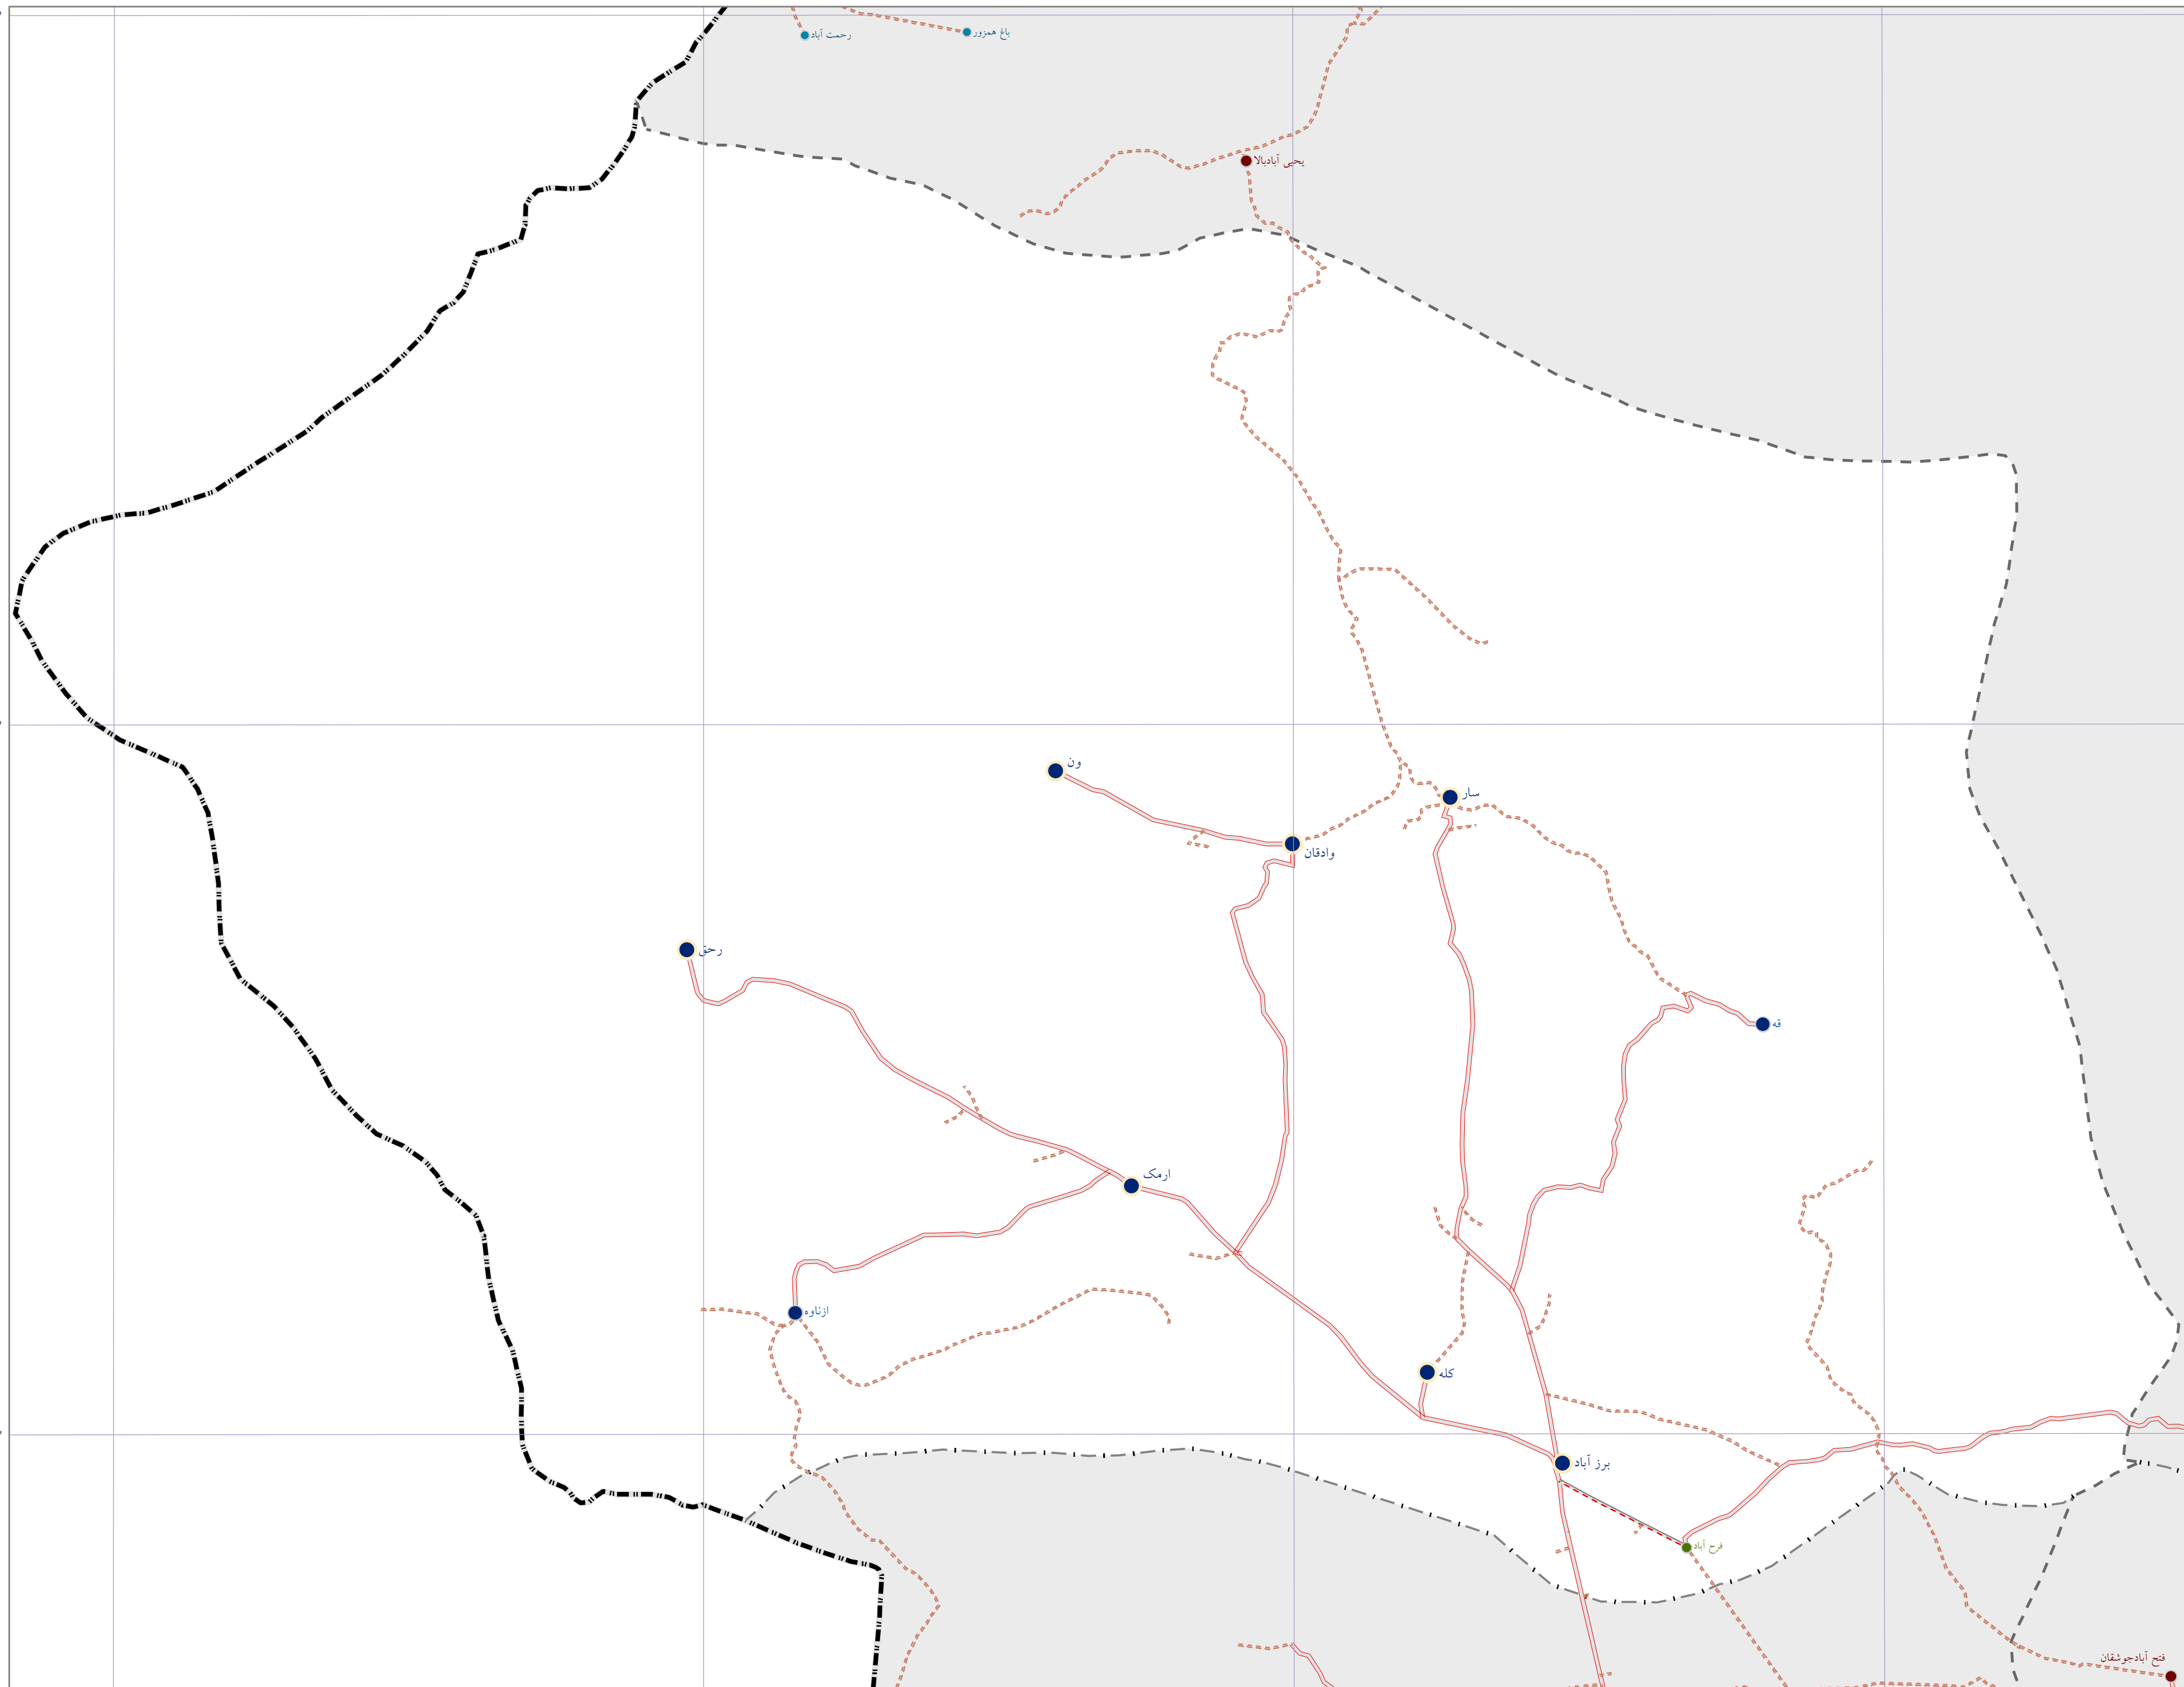 باغ همزور
رحمت آباد
یحیی آبادبالا
ون
سار
وادقان
رحق
قه
ارمک
ازناوه
کله
برز آباد
فرح آباد
فتح آبادجوشقان